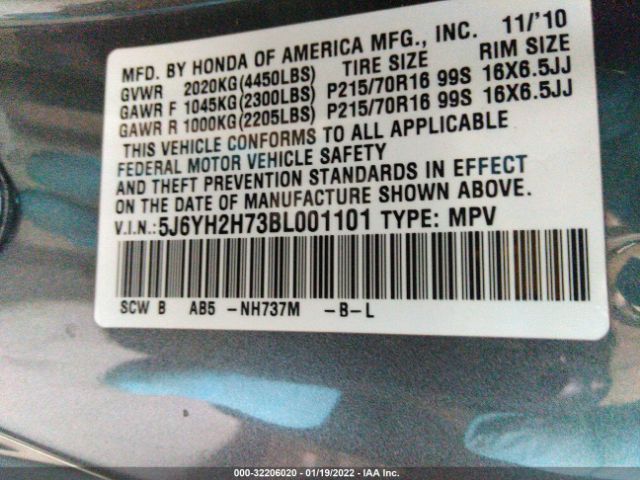 MFD. BY HONDA OF AMERICA MFG., INC. 11/'10
GVWR 2020KG(4450LBS) TIRE SIZE RIM SIZE
GAWR F 1045KG(2300LBS) P215/70R16 99S 16X6.5JJ
GAWR R 1000KG(2205LBS) P215/70R16 99S 16X6.5JJ
THIS VEHICLE CONFORMS TO ALL APPLICABLE
FEDERAL MOTOR VEHICLE SAFETY
AND THEFT PREVENTION STANDARDS IN EFFECT
ON THE DATE OF MANUFACTURE SHOWN ABOVE.
V.I.N.:5J6YH2H73BL001101 TYPE: MPV
SCW B AB5 -NH737M -B-L
000-32206020 - 01/19/2022 - IAA Inc.